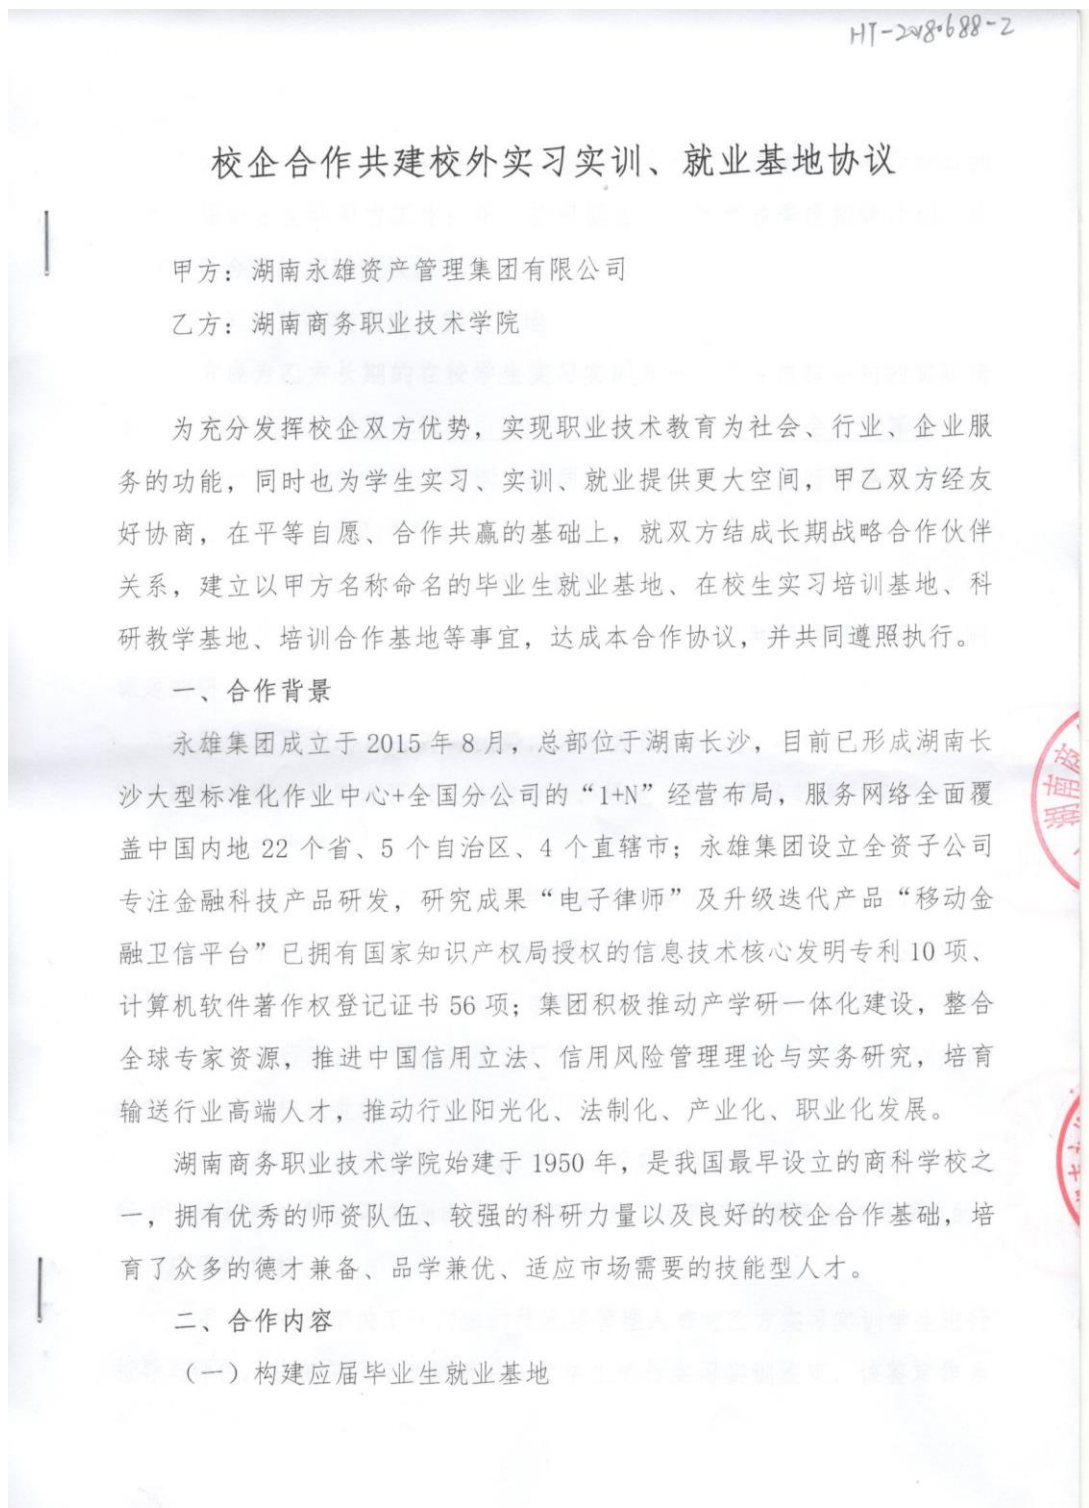 HT-2018.688-2
校企合作共建校外实习实训、就业基地协议
甲方：湖南永雄资产管理集团有限公司
乙方：湖南商务职业技术学院
为充分发挥校企双方优势，实现职业技术教育为社会、行业、企业服
务的功能，同时也为学生实习、实训、就业提供更大空间，甲乙双方经友
好协商，在平等自愿、合作共赢的基础上，就双方结成长期战略合作伙伴
关系，建立以甲方名称命名的毕业生就业基地、在校生实习培训基地、科
研教学基地、培训合作基地等事宜，达成本合作协议，并共同遵照执行。
一、合作背景
永雄集团成立于 2015 年 8 月，总部位于湖南长沙，目前已形成湖南长
沙大型标准化作业中心+全国分公司的“1+N”经营布局，服务网络全面覆
盖中国内地 22 个省、5 个自治区、4 个直辖市；永雄集团设立全资子公司
专注金融科技产品研发，研究成果“电子律师”及升级迭代产品“移动金
融卫信平台”已拥有国家知识产权局授权的信息技术核心发明专利 10 项、
计算机软件著作权登记证书 56 项；集团积极推动产学研一体化建设，整合
全球专家资源，推进中国信用立法、信用风险管理理论与实务研究，培育
输送行业高端人才，推动行业阳光化、法制化、产业化、职业化发展。
湖南商务职业技术学院始建于 1950 年，是我国最早设立的商科学校之
一，拥有优秀的师资队伍、较强的科研力量以及良好的校企合作基础，培
育了众多的德才兼备、品学兼优、适应市场需要的技能型人才。
二、合作内容
（一）构建应届毕业生就业基地
湖南商